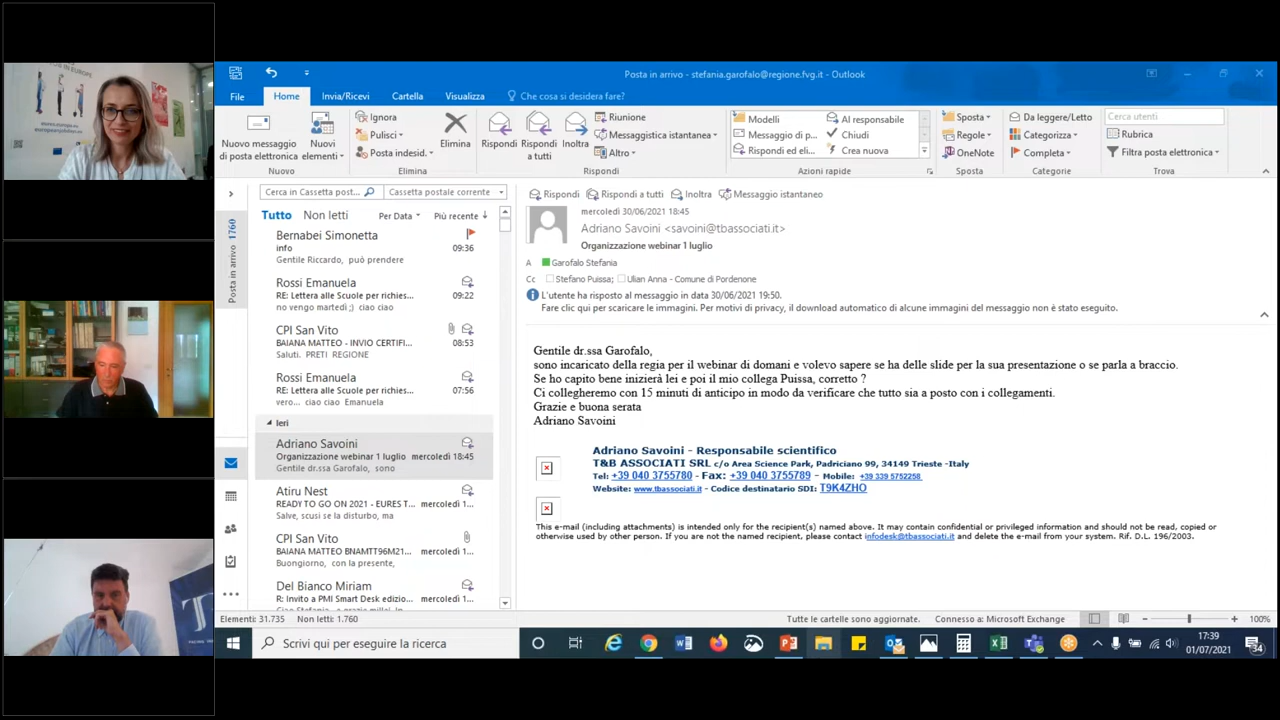 Posta in arrivo - stefania.garofalo@regione.fvg.it - Outlook
File Home Invia/Ricevi Cartella Visualizza Che cosa si desidera fare?
Nuovo messaggio di posta elettronica
Nuovi elementi
Nuovo
Ignora
Pulisci
Posta indesid.
Elimina
Elimina
Rispondi
Rispondi a tutti
Inoltra
Riunione
Messaggistica istantanea
Altro
Rispondi
Modelli
Messaggio di p...
Rispondi ed eli...
Al responsabile
Chiudi
Crea nuova
Azioni rapide
Sposta
Regole
OneNote
Sposta
Da leggere/Letto
Categorizza
Completa
Categorie
Cerca utenti
Rubrica
Filtra posta elettronica
Trova
Posta in arrivo 1760
Cerca in Cassetta post... Cassetta postale corrente
Tutto Non letti Per Data Più recente
Bernabei Simonetta
info 09:36
Gentile Riccardo, può prendere
Rossi Emanuela
RE: Lettera alle Scuole per richies... 09:22
no vengo martedì ;) ciao ciao
CPI San Vito
BAIANA MATTEO - INVIO CERTIFI... 08:53
Saluti. PRETI REGIONE
Rossi Emanuela
RE: Lettera alle Scuole per richies... 07:56
vero... ciao ciao Emanuela
Ieri
Adriano Savoini
Organizzazione webinar 1 luglio mercoledì 18:45
Gentile dr.ssa Garofalo, sono
Atiru Nest
READY TO GO ON 2021 - EURES T... mercoledì 1...
Salve, scusi se la disturbo, ma
CPI San Vito
BAIANA MATTEO BNAMTT96M21... mercoledì 1...
Buongiorno, con la presente,
Del Bianco Miriam
R: Invito a PMI Smart Desk edizio... mercoledì 1...
Rispondi Rispondi a tutti Inoltra Messaggio istantaneo
mercoledì 30/06/2021 18:45
Adriano Savoini <savoini@tbassociati.it>
Organizzazione webinar 1 luglio
A Garofalo Stefania
Cc Stefano Puissa; Ulian Anna - Comune di Pordenone
L'utente ha risposto al messaggio in data 30/06/2021 19:50.
Fare clic qui per scaricare le immagini. Per motivi di privacy, il download automatico di alcune immagini del messaggio non è stato eseguito.
Gentile dr.ssa Garofalo,
sono incaricato della regia per il webinar di domani e volevo sapere se ha delle slide per la sua presentazione o se parla a braccio.
Se ho capito bene inizierà lei e poi il mio collega Puissa, corretto ?
Ci collegheremo con 15 minuti di anticipo in modo da verificare che tutto sia a posto con i collegamenti.
Grazie e buona serata
Adriano Savoini
Adriano Savoini - Responsabile scientifico
T&B ASSOCIATI SRL c/o Area Science Park, Padriciano 99, 34149 Trieste -Italy
Tel: +39 040 3755780 - Fax: +39 040 3755789 - Mobile: +39 339 5752258
Website: www.tbassociati.it - Codice destinatario SDI: T9K4ZHO
This e-mail (including attachments) is intended only for the recipient(s) named above. It may contain confidential or privileged information and should not be read, copied or
otherwise used by other person. If you are not the named recipient, please contact infodesk@tbassociati.it and delete the e-mail from your system. Rif. D.L. 196/2003.
Elementi: 31.735 Non letti: 1.760 Tutte le cartelle sono aggiornate. Connesso a: Microsoft Exchange 100%
Scrivi qui per eseguire la ricerca
17:39
01/07/2021
34